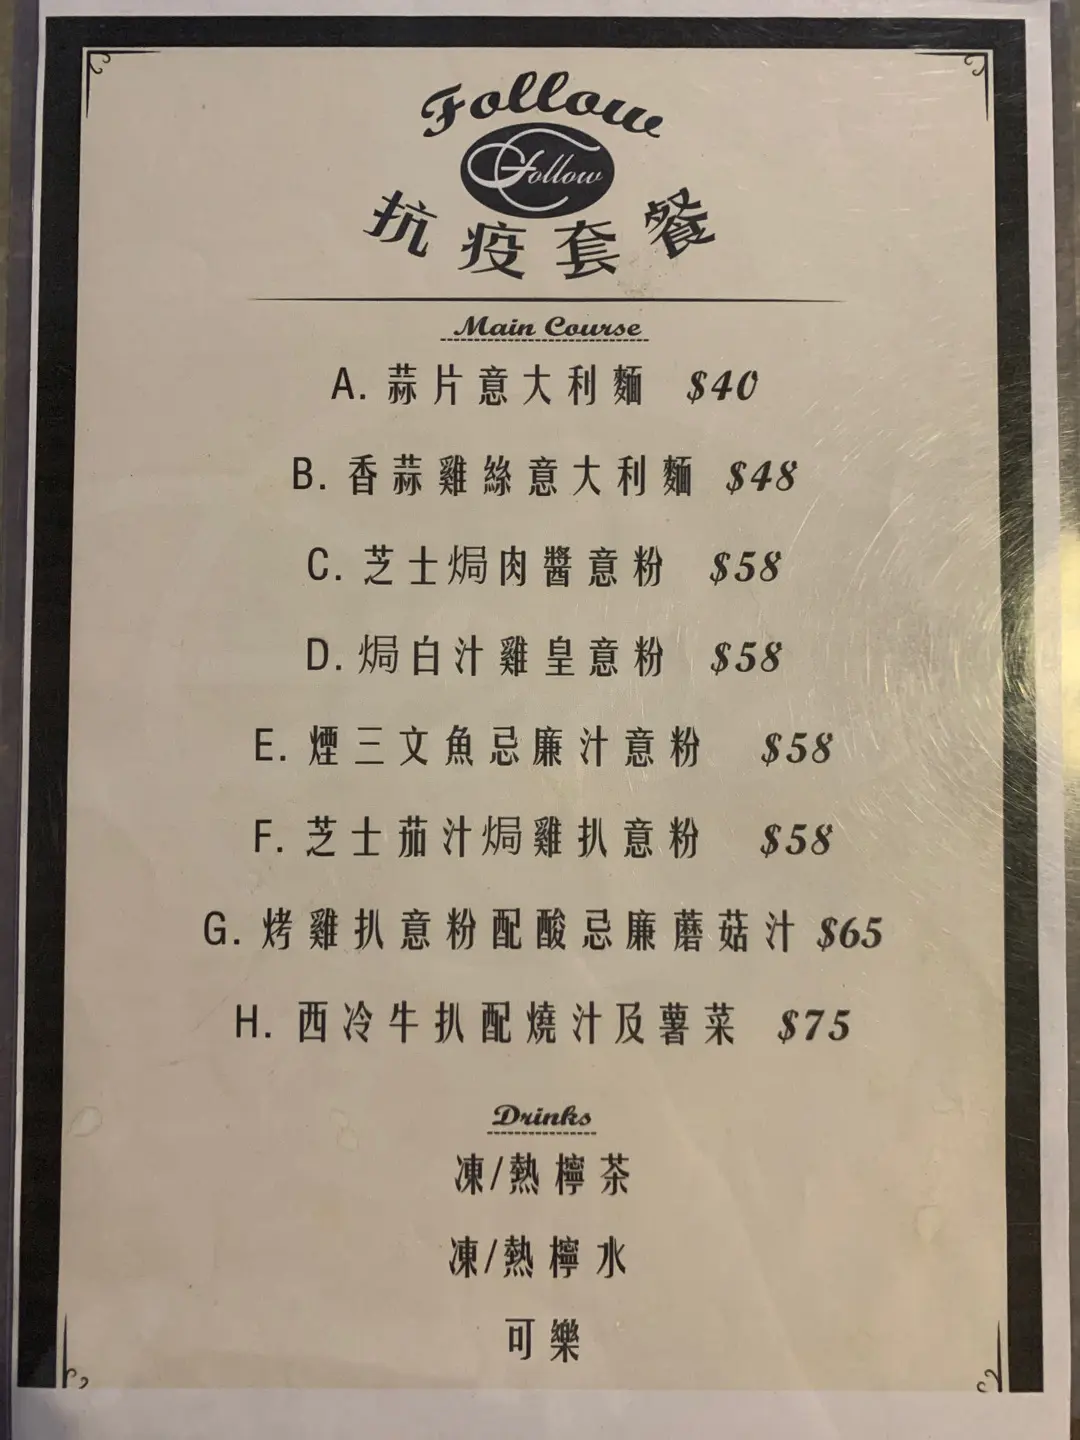 Follow
Follow
抗疫套餐
Main Course
A. 蒜片意大利麵 $40
B. 香蒜雞絲意大利麵 $48
C. 芝士焗肉醬意粉 $58
D. 焗白汁雞皇意粉 $58
E. 煙三文魚忌廉汁意粉 $58
F. 芝士茄汁焗雞扒意粉 $58
G. 烤雞扒意粉配酸忌廉蘑菇汁 $65
H. 西冷牛扒配燒汁及薯菜 $75
Drinks
凍/熱檸茶
凍/熱檸水
可樂